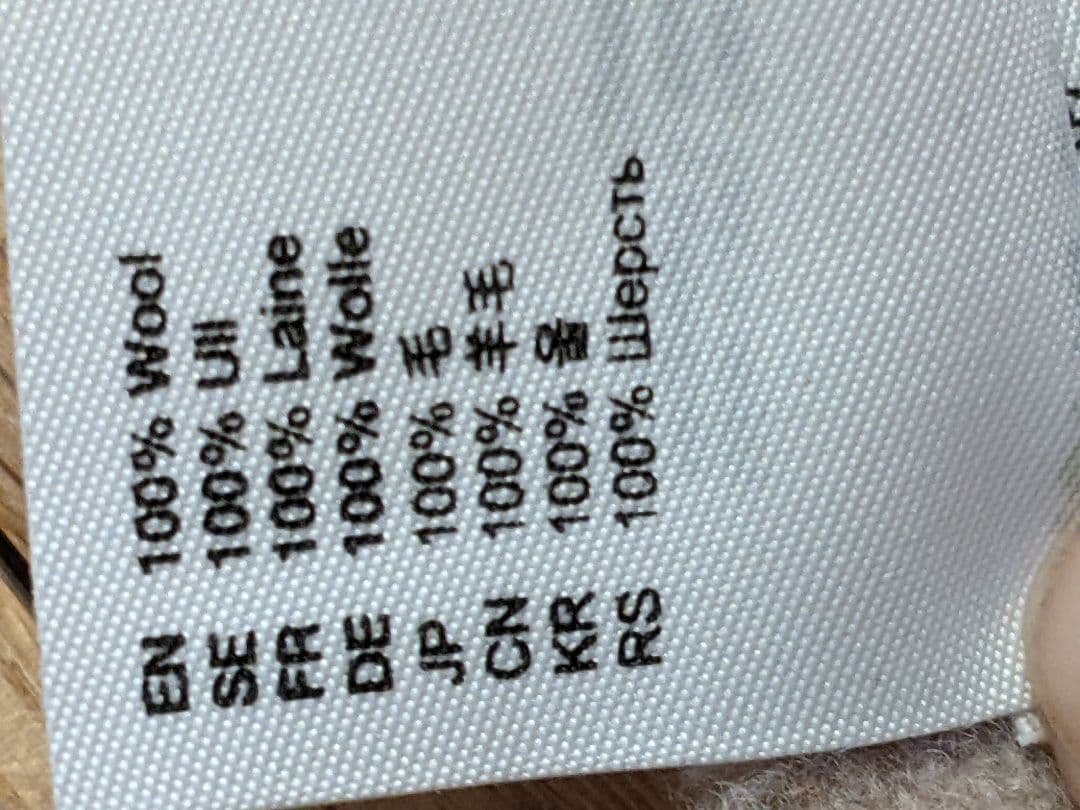 EN 100% Wool
SE 100% Ull
FR 100% Laine
DE 100% Wolle
JP 100% 毛
CN 100% 羊毛
KR 100% 울
RS 100% Шерсть